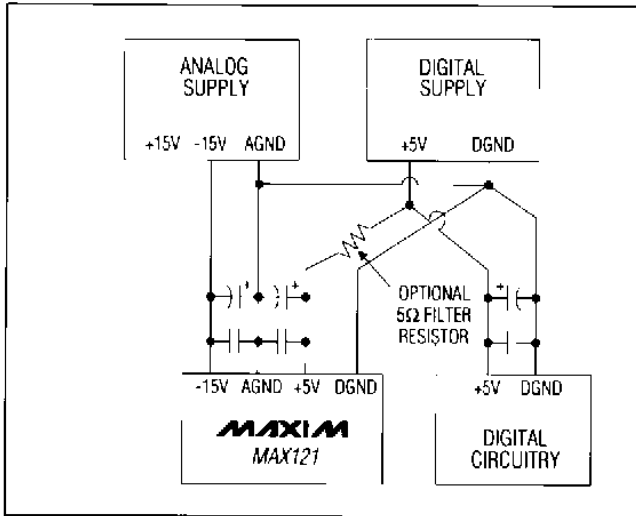 ANALOG
SUPPLY
DIGITAL
SUPPLY
+15V -15V AGND
+5V DGND
+
+
+
OPTIONAL
5Ω FILTER
RESISTOR
-15V AGND +5V DGND
+5V DGND
MAXIM
MAX121
DIGITAL
CIRCUITRY